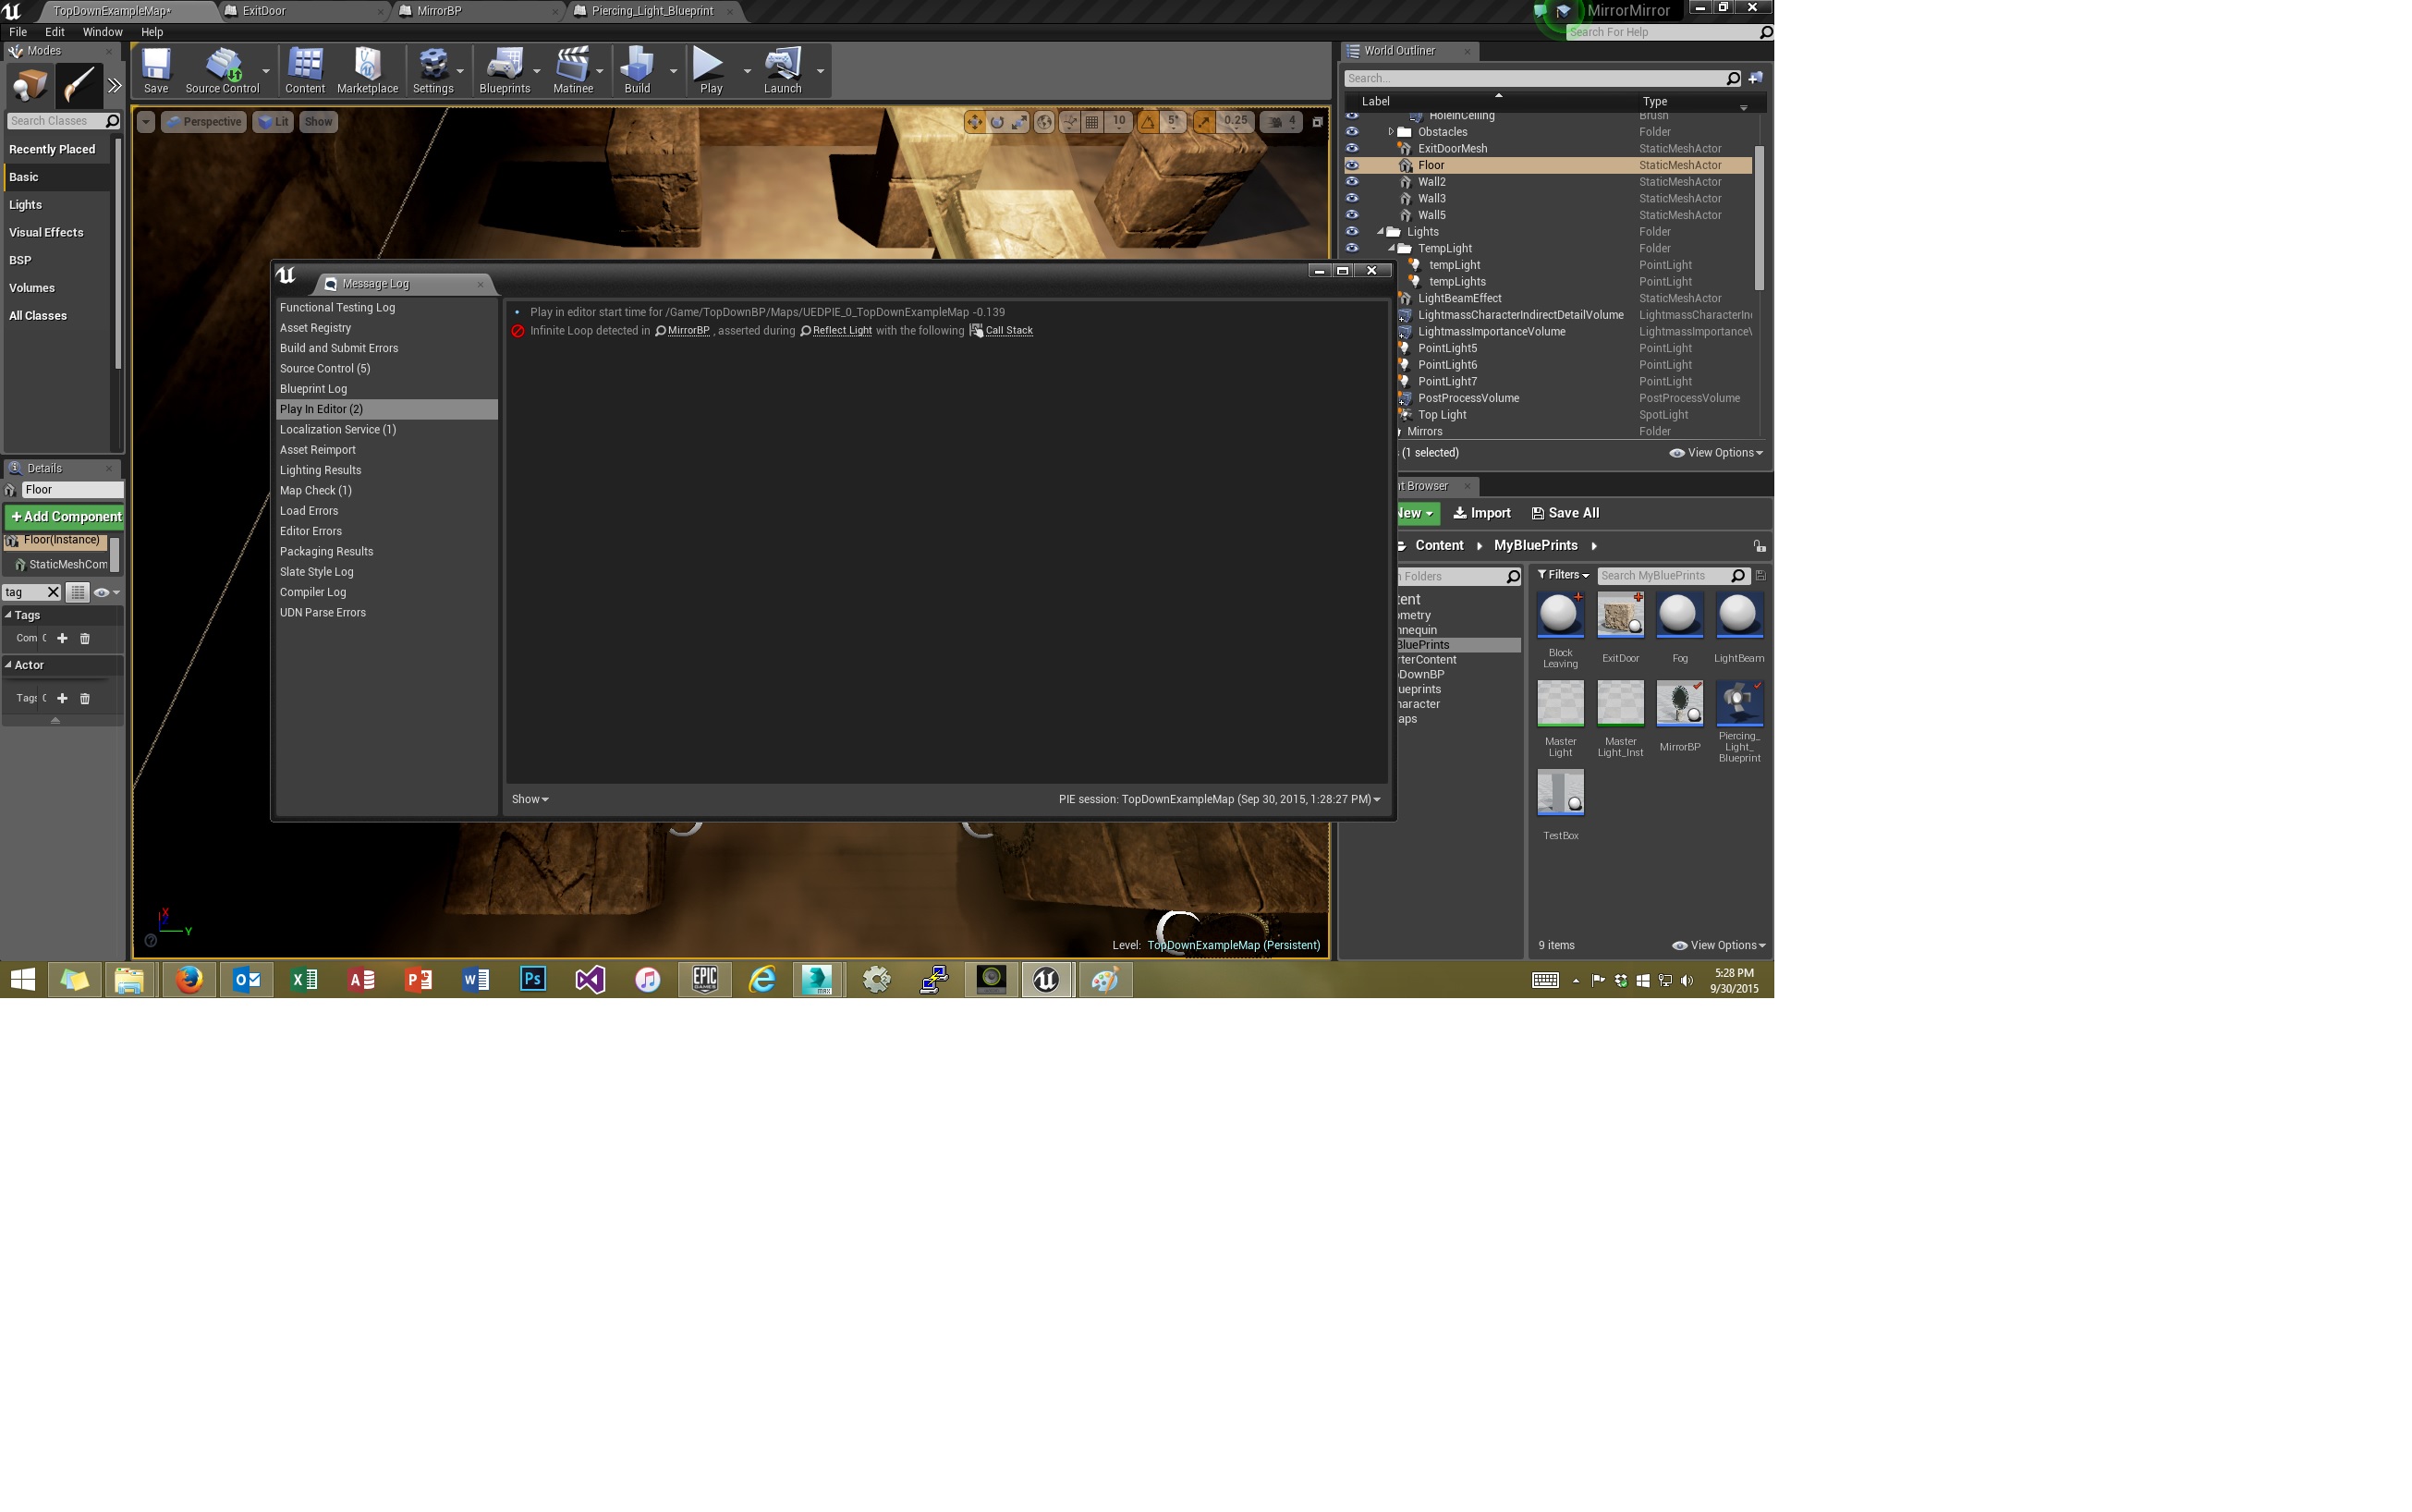 TopDownExampleMap*
ExitDoor
MirrorBP
Piercing_Light_Blueprint
MirrorMirror
File Edit Window Help
Search For Help
Modes
Search Classes
Recently Placed
Basic
Lights
Visual Effects
BSP
Volumes
All Classes
Save Source Control Content Marketplace Settings Blueprints Matinee Build Play Launch
Perspective Lit Show
10 5° 0.25 4
World Outliner
Search...
Label Type
HoleInCeiling Brush
Obstacles Folder
ExitDoorMesh StaticMeshActor
Floor StaticMeshActor
Wall2 StaticMeshActor
Wall3 StaticMeshActor
Wall5 StaticMeshActor
Lights Folder
TempLight Folder
tempLight PointLight
tempLights PointLight
LightBeamEffect StaticMeshActor
LightmassCharacterIndirectDetailVolume LightmassCharacterIn
LightmassImportanceVolume LightmassImportance
PointLight5 PointLight
PointLight6 PointLight
PointLight7 PointLight
PostProcessVolume PostProcessVolume
Top Light SpotLight
Mirrors Folder
(1 selected) View Options
Message Log
Functional Testing Log
Asset Registry
Build and Submit Errors
Source Control (5)
Blueprint Log
Play In Editor (2)
Localization Service (1)
Asset Reimport
Lighting Results
Map Check (1)
Load Errors
Editor Errors
Packaging Results
Slate Style Log
Compiler Log
UDN Parse Errors
Play in editor start time for /Game/TopDownBP/Maps/UEDPIE_0_TopDownExampleMap -0.139
Infinite Loop detected in MirrorBP , asserted during Reflect Light with the following Call Stack
Show
PIE session: TopDownExampleMap (Sep 30, 2015, 1:28:27 PM)
Details
Floor
+ Add Component
Floor(Instance)
StaticMeshCom
tag
Tags
Com
Actor
Tags
nt Browser
New Import Save All
Content MyBluePrints
Folders
Filters Search MyBluePrints
tent
ometry
nnequin
BluePrints
rterContent
DownBP
ueprints
haracter
aps
Block Leaving
ExitDoor
Fog
LightBeam
Master Light
Master Light_Inst
MirrorBP
Piercing_ Light_ Blueprint
TestBox
9 items View Options
X
Y
Level: TopDownExampleMap (Persistent)
EPIC GAMES
Ps
MAX
5:28 PM
9/30/2015